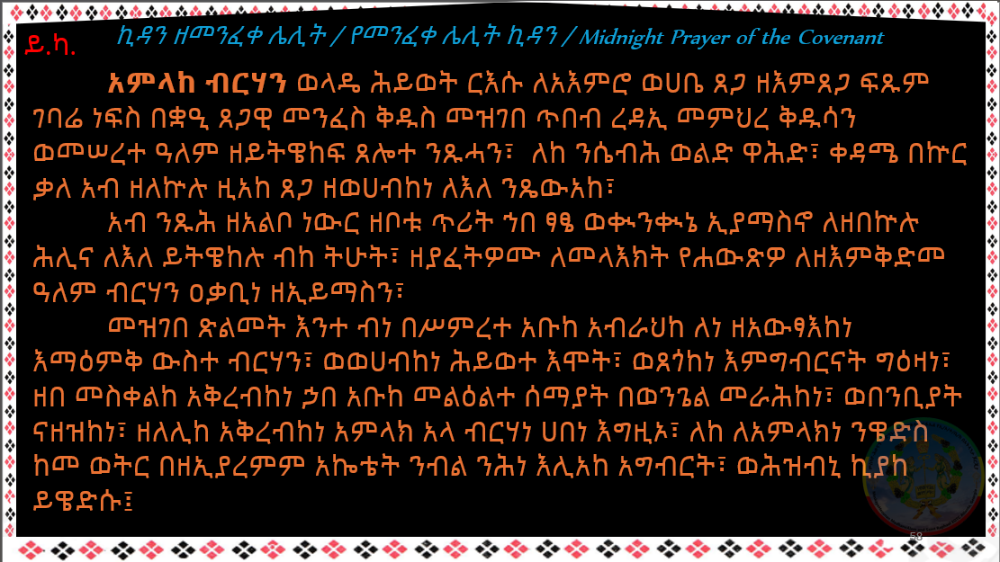 ኪዳን ዘመንፈቀ ሌሊት / የመንፈቀ ሌሊት ኪዳን / Midnight Prayer of the Covenant
ይ.ካ.
አምላከ ብርሃን ወላዴ ሕይወት ርእሱ ለአእምሮ ወሀቤ ጸጋ ዘእምጸጋ ፍጹም
ገባሬ ነፍስ በቋዒ ጸጋዊ መንፈስ ቅዱስ መዝገበ ጥበብ ረዳኢ መምህረ ቅዱሳን
ወመሠረተ ዓለም ዘይትዌከፍ ጸሎተ ንጹሓን፣ ለከ ንሴብሕ ወልድ ዋሕድ፣ ቀዳሜ በኵር
ቃለ አብ ዘለኵሉ ዚአከ ጸጋ ዘወሀብከነ ለእለ ንጼውአከ፣
አብ ንጹሕ ዘአልቦ ነውር ዘቦቱ ጥሪት ኀበ ፃፄ ወቍንቍኔ ኢያማስኖ ለዘበኵሉ
ሕሊና ለእለ ይትዌከሉ ብከ ትሁት፣ ዘያፈትዎሙ ለመላእክት የሐውጽዎ ለዘእምቅድመ
ዓለም ብርሃን ዐቃቢነ ዘኢይማስን፣
መዝገበ ጽልመት እንተ ብነ በሥምረተ አቡከ አብራህከ ለነ ዘአውፃእከነ
እማዕምቅ ውስተ ብርሃን፣ ወወሀብከነ ሕይወተ እሞት፣ ወጸጎከነ እምግብርናት ግዕዛነ፣
ዘበ መስቀልከ አቅረብከነ ኃበ አቡከ መልዕልተ ሰማያት በወንጌል መራሕከነ፣ ወበንቢያት
ናዘዝከነ፣ ዘለሊከ አቅረብከነ አምላክ አላ ብርሃነ ሀበነ እግዚኦ፣ ለከ ለአምላክነ ንዌድስ
ከመ ወትር በዘኢያረምም አኰቴት ንብል ንሕነ እሊአከ አግብርት፣ ወሕዝብኒ ኪያከ
ይዌድሱ፤
58